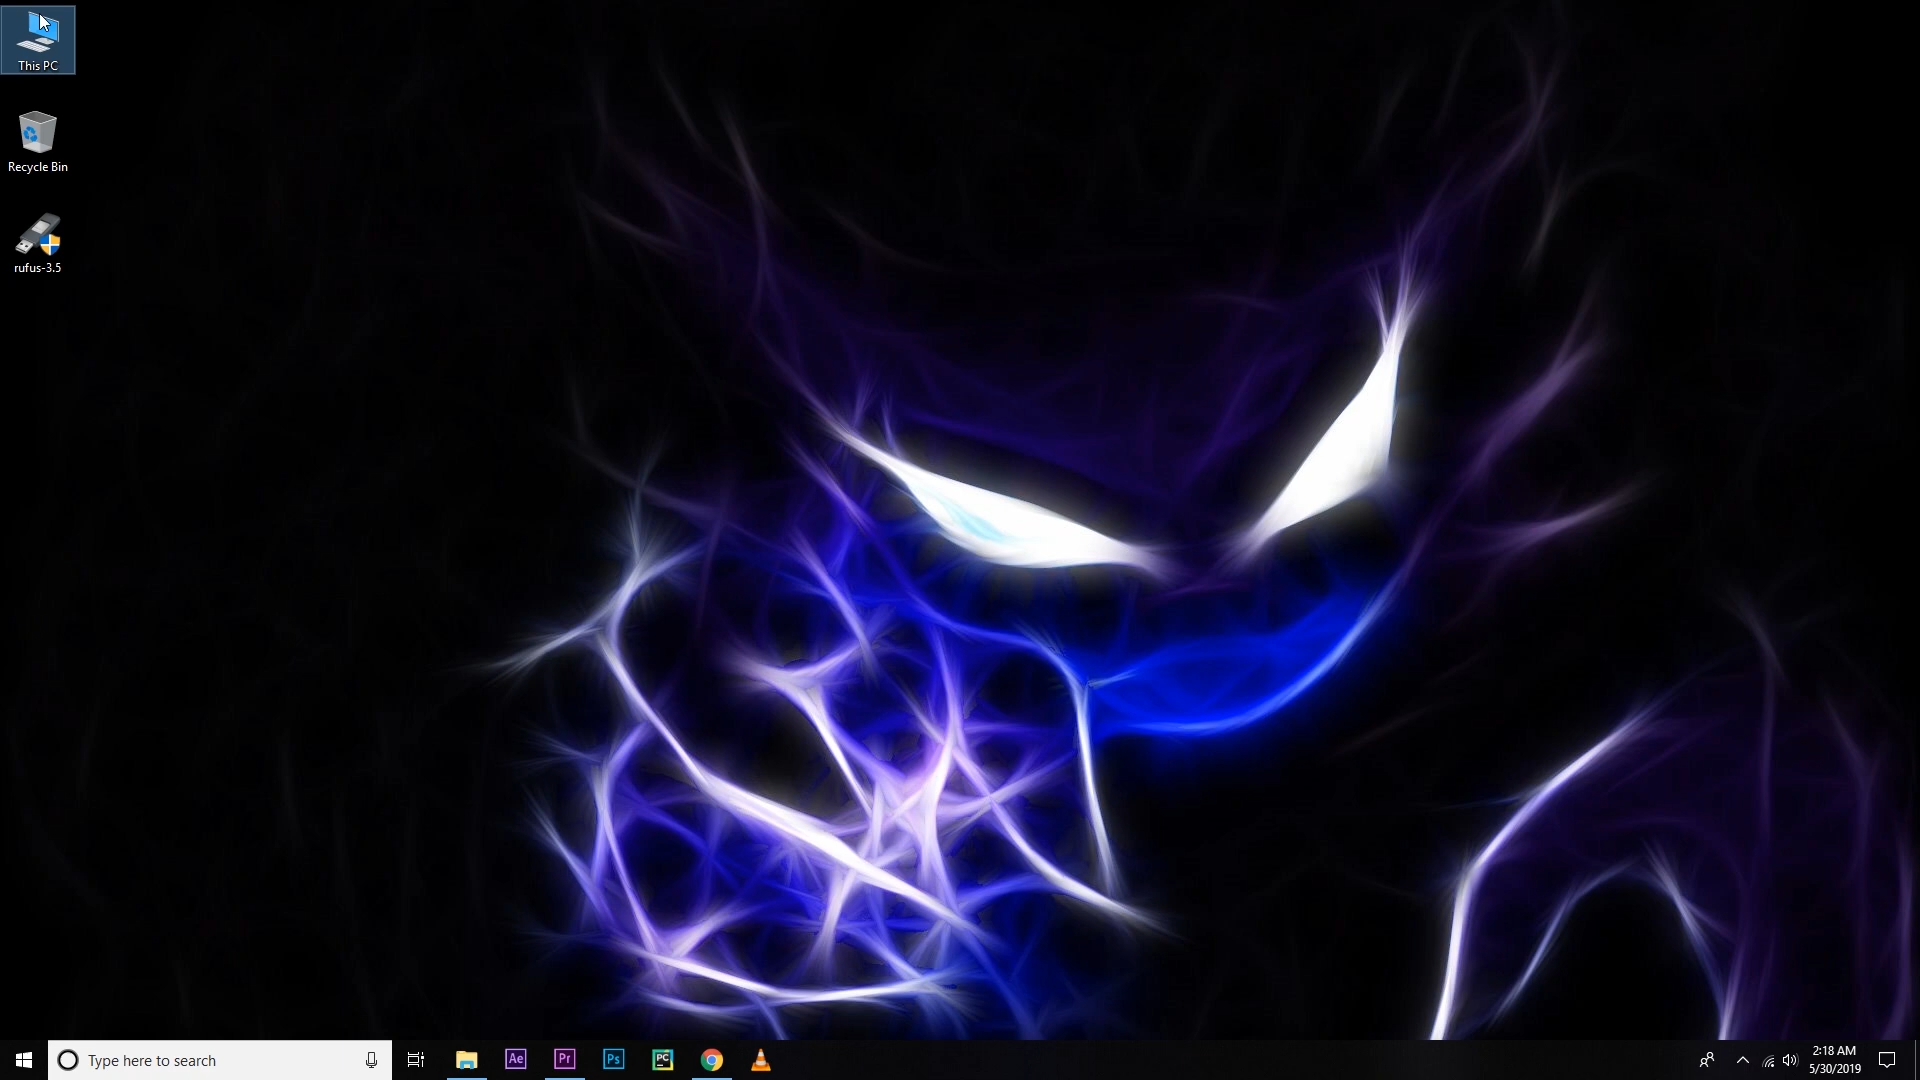 This PC
Recycle Bin
rufus-3.5
Type here to search
Ae
Pr
Ps
PC
2:18 AM
5/30/2019